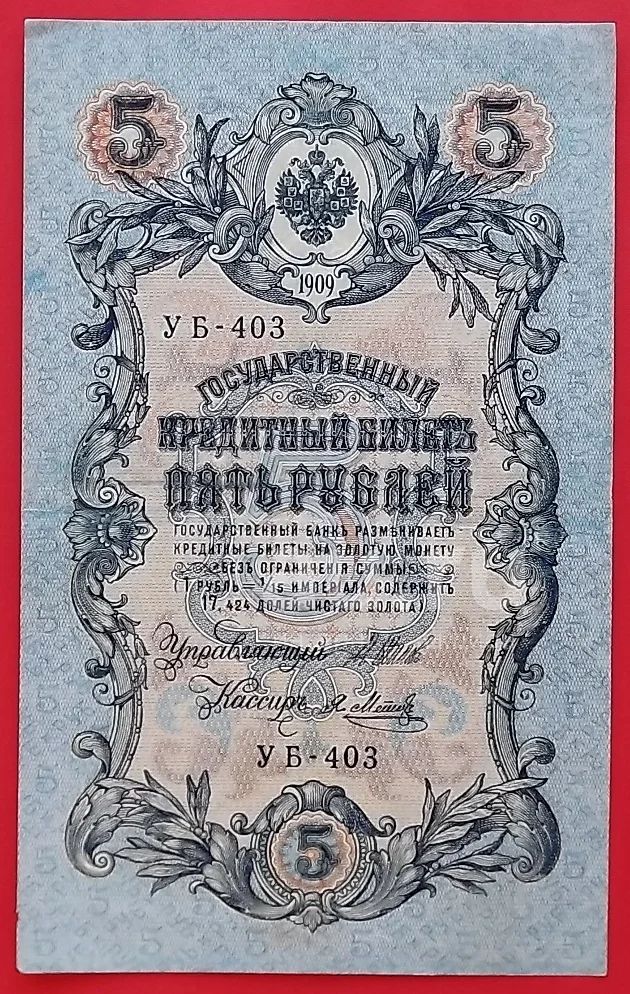 5 5
1909
УБ-403
ГОСУДАРСТВЕННЫЙ
КРЕДИТНЫЙ БИЛЕТЪ
ПЯТЬ РУБЛЕЙ
ГОСУДАРСТВЕННЫЙ БАНКЪ РАЗМѢНИВАЕТЪ
КРЕДИТНЫЕ БИЛЕТЫ НА ЗОЛОТУЮ МОНЕТУ
БЕЗЪ ОГРАНИЧЕНІЯ СУММЫ
(1 РУБЛЬ = 1/15 ИМПЕРІАЛА, СОДЕРЖИТЪ
17,424 ДОЛЕЙ ЧИСТАГО ЗОЛОТА)
Управляющій
Кассиръ
УБ-403
5